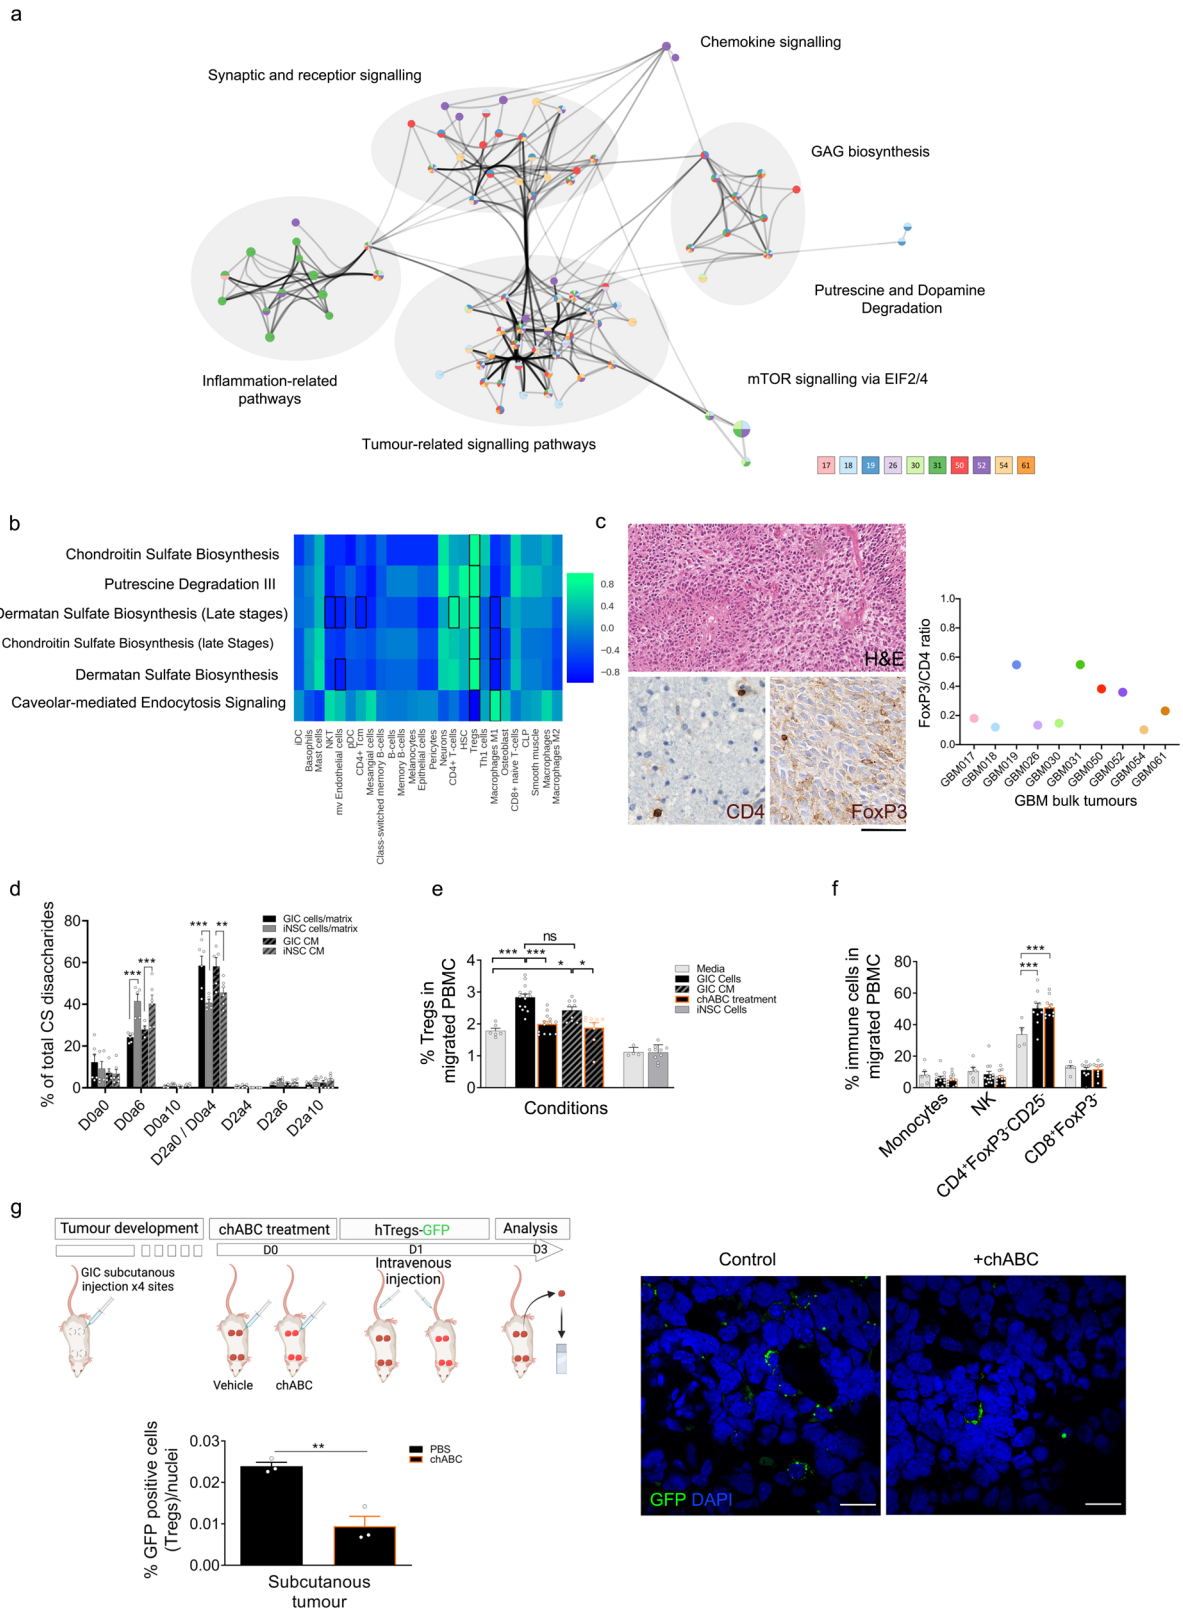 a
Chemokine signalling
Synaptic and receptior signalling
GAG biosynthesis
Putrescine and Dopamine
Degradation
mTOR signalling via EIF2/4
Inflammation-related
pathways
Tumour-related signalling pathways
17 18 19 26 30 31 50 52 54 61
b
Chondroitin Sulfate Biosynthesis
Putrescine Degradation III
Dermatan Sulfate Biosynthesis (Late stages)
Chondroitin Sulfate Biosynthesis (late Stages)
Dermatan Sulfate Biosynthesis
Caveolar-mediated Endocytosis Signaling
0.8
0.4
0.0
−0.4
−0.8
iDC
Basophils
Mast cells
NKT
mv Endothelial cells
pDC
CD4+ Tcm
Mesangial cells
Class-switched memory B-cells
B-cells
Memory B-cells
Melanocytes
Epithelial cells
Pericytes
Neurons
CD4+ T-cells
HSC
Tregs
Th1 cells
Macrophages M1
Osteoblast
CD8+ naive T-cells
CLP
Smooth muscle
Macrophages
Macrophages M2
c
H&E
CD4
FoxP3
FoxP3/CD4 ratio
1.0
0.8
0.6
0.4
0.2
0.0
GBM017
GBM018
GBM019
GBM026
GBM030
GBM031
GBM050
GBM052
GBM054
GBM061
GBM bulk tumours
d
% of total CS disaccharides
80
60
40
20
0
***
***
***
**
GIC cells/matrix
iNSC cells/matrix
GIC CM
iNSC CM
D0a0
D0a6
D0a10
D2a0 / D0a4
D2a4
D2a6
D2a10
e
% Tregs in
migrated PBMC
4
3
2
1
0
ns
*** ***
* *
Media
GIC Cells
GIC CM
chABC treatment
iNSC Cells
Conditions
f
% immune cells in
migrated PBMC
80
60
40
20
0
***
***
Monocytes
NK
CD4+FoxP3-CD25-
CD8+FoxP3-
g
Tumour development
chABC treatment
hTregs-GFP
Analysis
D0
D1
D3
GIC subcutanous
injection x4 sites
Intravenous
injection
Vehicle
chABC
% GFP positive cells
(Tregs)/nuclei
0.03
0.02
0.01
0.00
**
PBS
chABC
Subcutanous
tumour
Control
+chABC
GFP DAPI